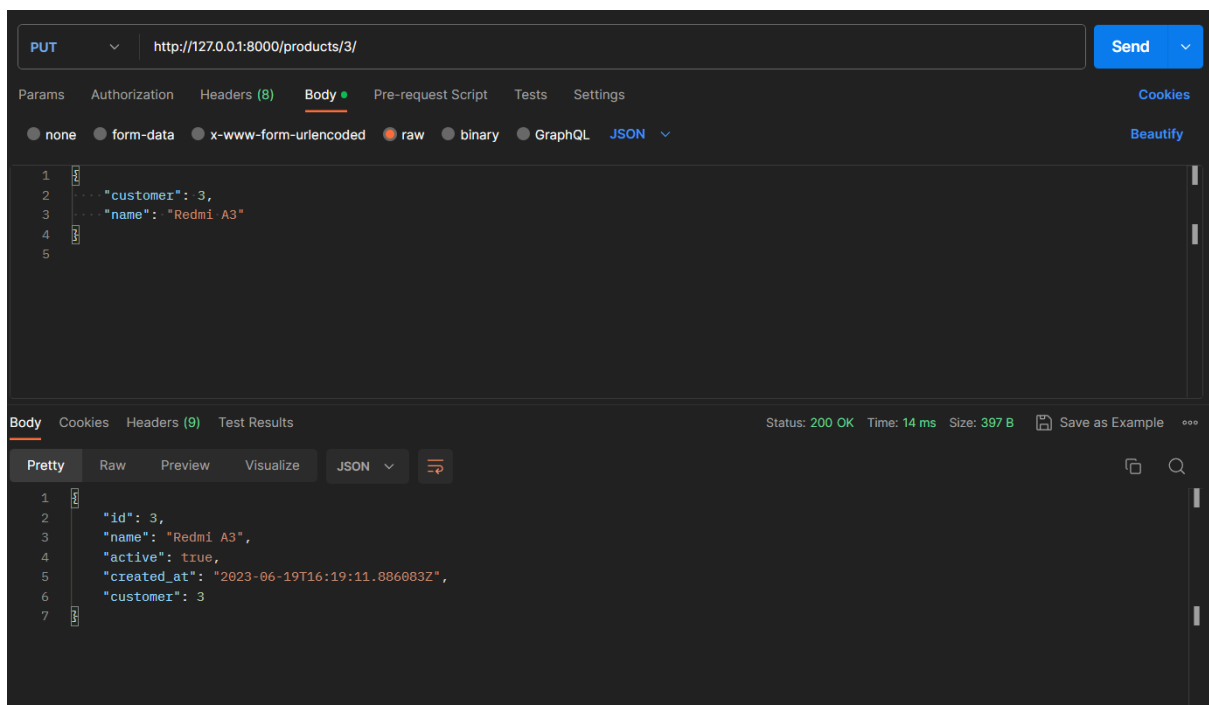 PUT http://127.0.0.1:8000/products/3/ Send
Params Authorization Headers (8) Body Pre-request Script Tests Settings Cookies
none form-data x-www-form-urlencoded raw binary GraphQL JSON Beautify
1 {
2 "customer": 3,
3 "name": "Redmi A3"
4 }
5
Body Cookies Headers (9) Test Results Status: 200 OK Time: 14 ms Size: 397 B Save as Example
Pretty Raw Preview Visualize JSON
1 {
2 "id": 3,
3 "name": "Redmi A3",
4 "active": true,
5 "created_at": "2023-06-19T16:19:11.886083Z",
6 "customer": 3
7 }